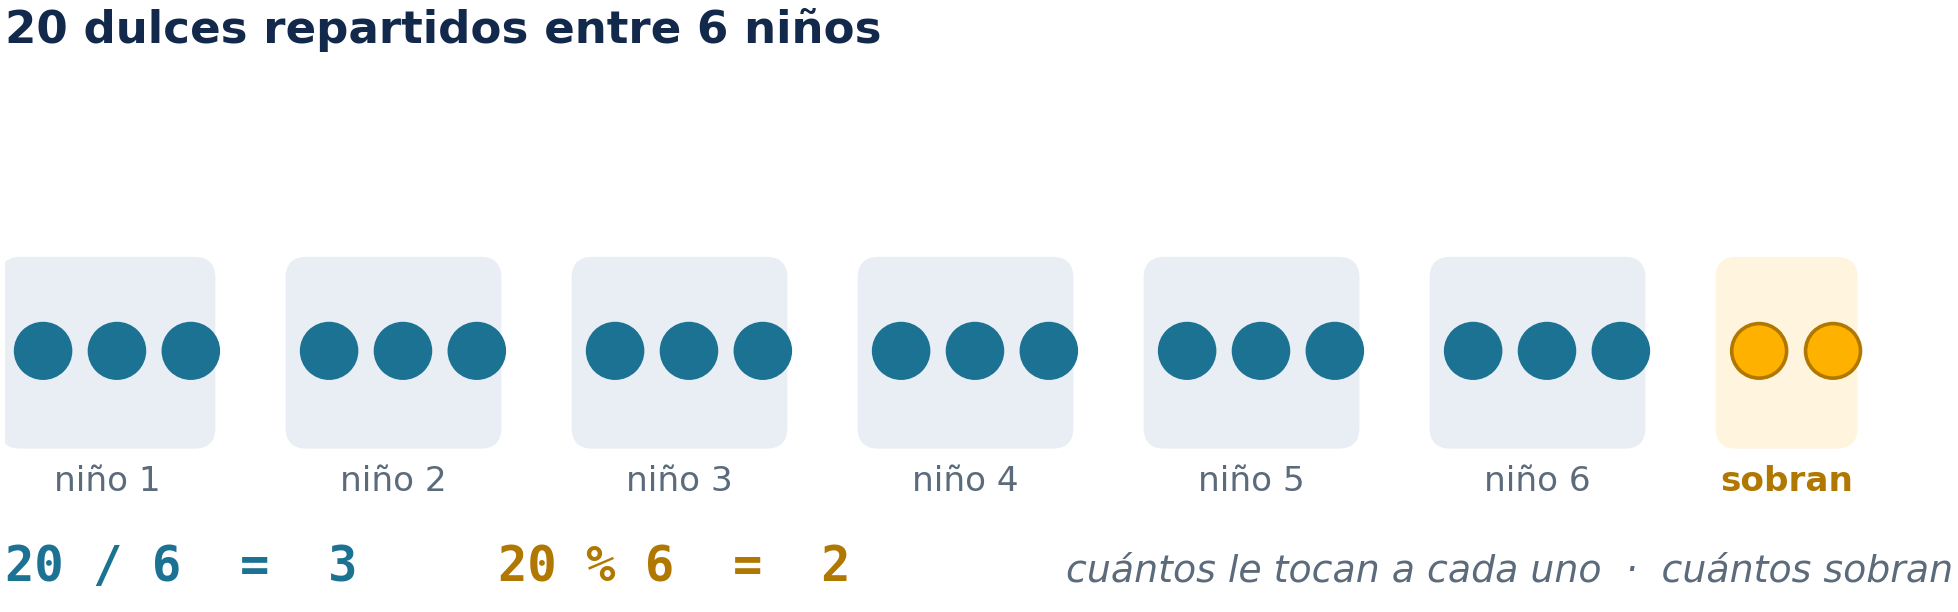 20 dulces repartidos entre 6 niños
niño 1
niño 2
niño 3
niño 4
niño 5
niño 6
sobran
20 / 6 = 3
20 % 6 = 2
cuántos le tocan a cada uno · cuántos sobran